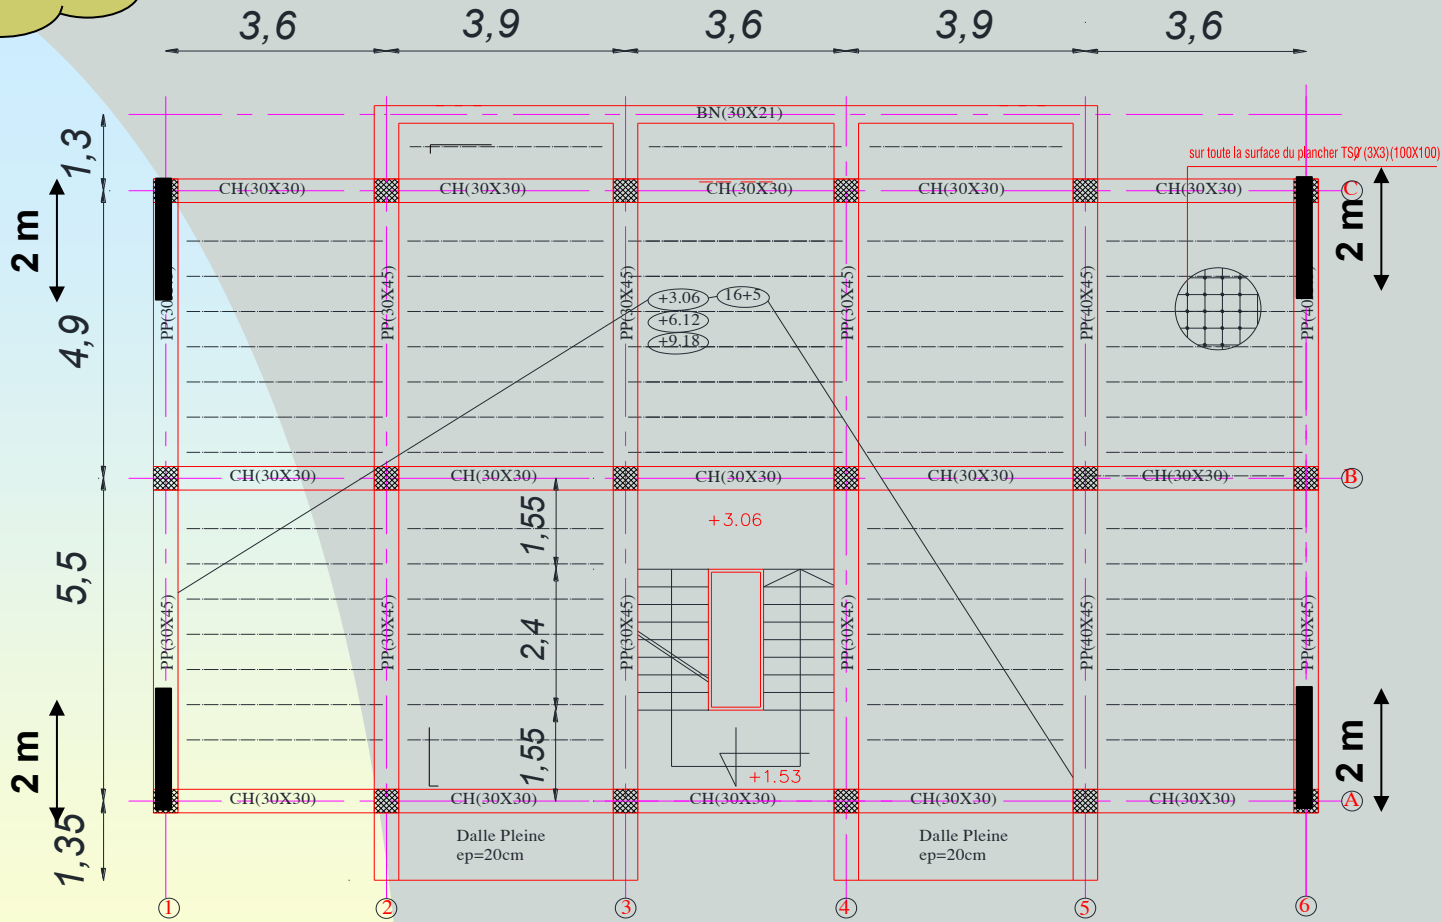 3,6
3,9
3,6
3,9
3,6
BN(30X21)
1,3
sur toute la surface du plancher TSØ (3X3)(100X100)
CH(30X30)
CH(30X30)
CH(30X30)
CH(30X30)
CH(30X30)
C
2 m
2 m
4,9
PP(30X45)
PP(30X45)
PP(30X45)
PP(40X45)
+3.06
16+5
+6.12
+9.18
CH(30X30)
CH(30X30)
CH(30X30)
CH(30X30)
CH(30X30)
B
1,55
+3.06
5,5
PP(30X45)
PP(30X45)
2,4
PP(30X45)
PP(30X45)
PP(40X45)
PP(40X45)
2 m
1,55
+1.53
2 m
CH(30X30)
CH(30X30)
CH(30X30)
CH(30X30)
CH(30X30)
A
1,35
Dalle Pleine
ep=20cm
Dalle Pleine
ep=20cm
1
2
3
4
5
6